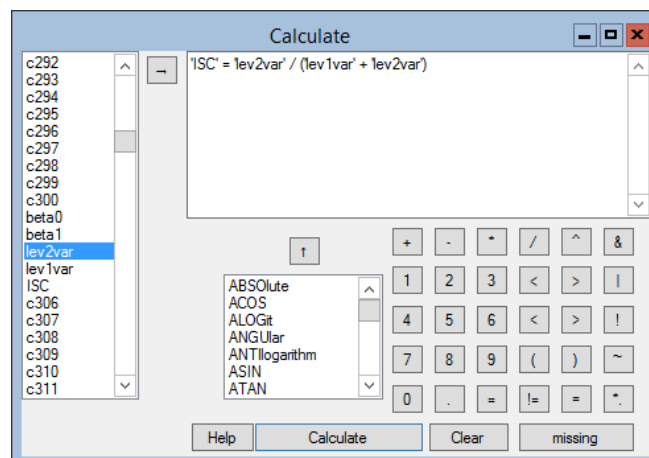 Calculate
c292
c293
c294
c295
c296
c297
c298
c299
c300
beta0
beta1
lev2var
lev1var
ISC
c306
c307
c308
c309
c310
c311
→
'ISC' = 'lev2var' / ('lev1var' + 'lev2var')
↑
ABSOlute
ACOS
ALOGit
ANGUlar
ANTIlogarithm
ASIN
ATAN
+ - * / ^ &
1 2 3 < > |
4 5 6 < > !
7 8 9 ( ) ~
0 . = != = *.
Help Calculate Clear missing